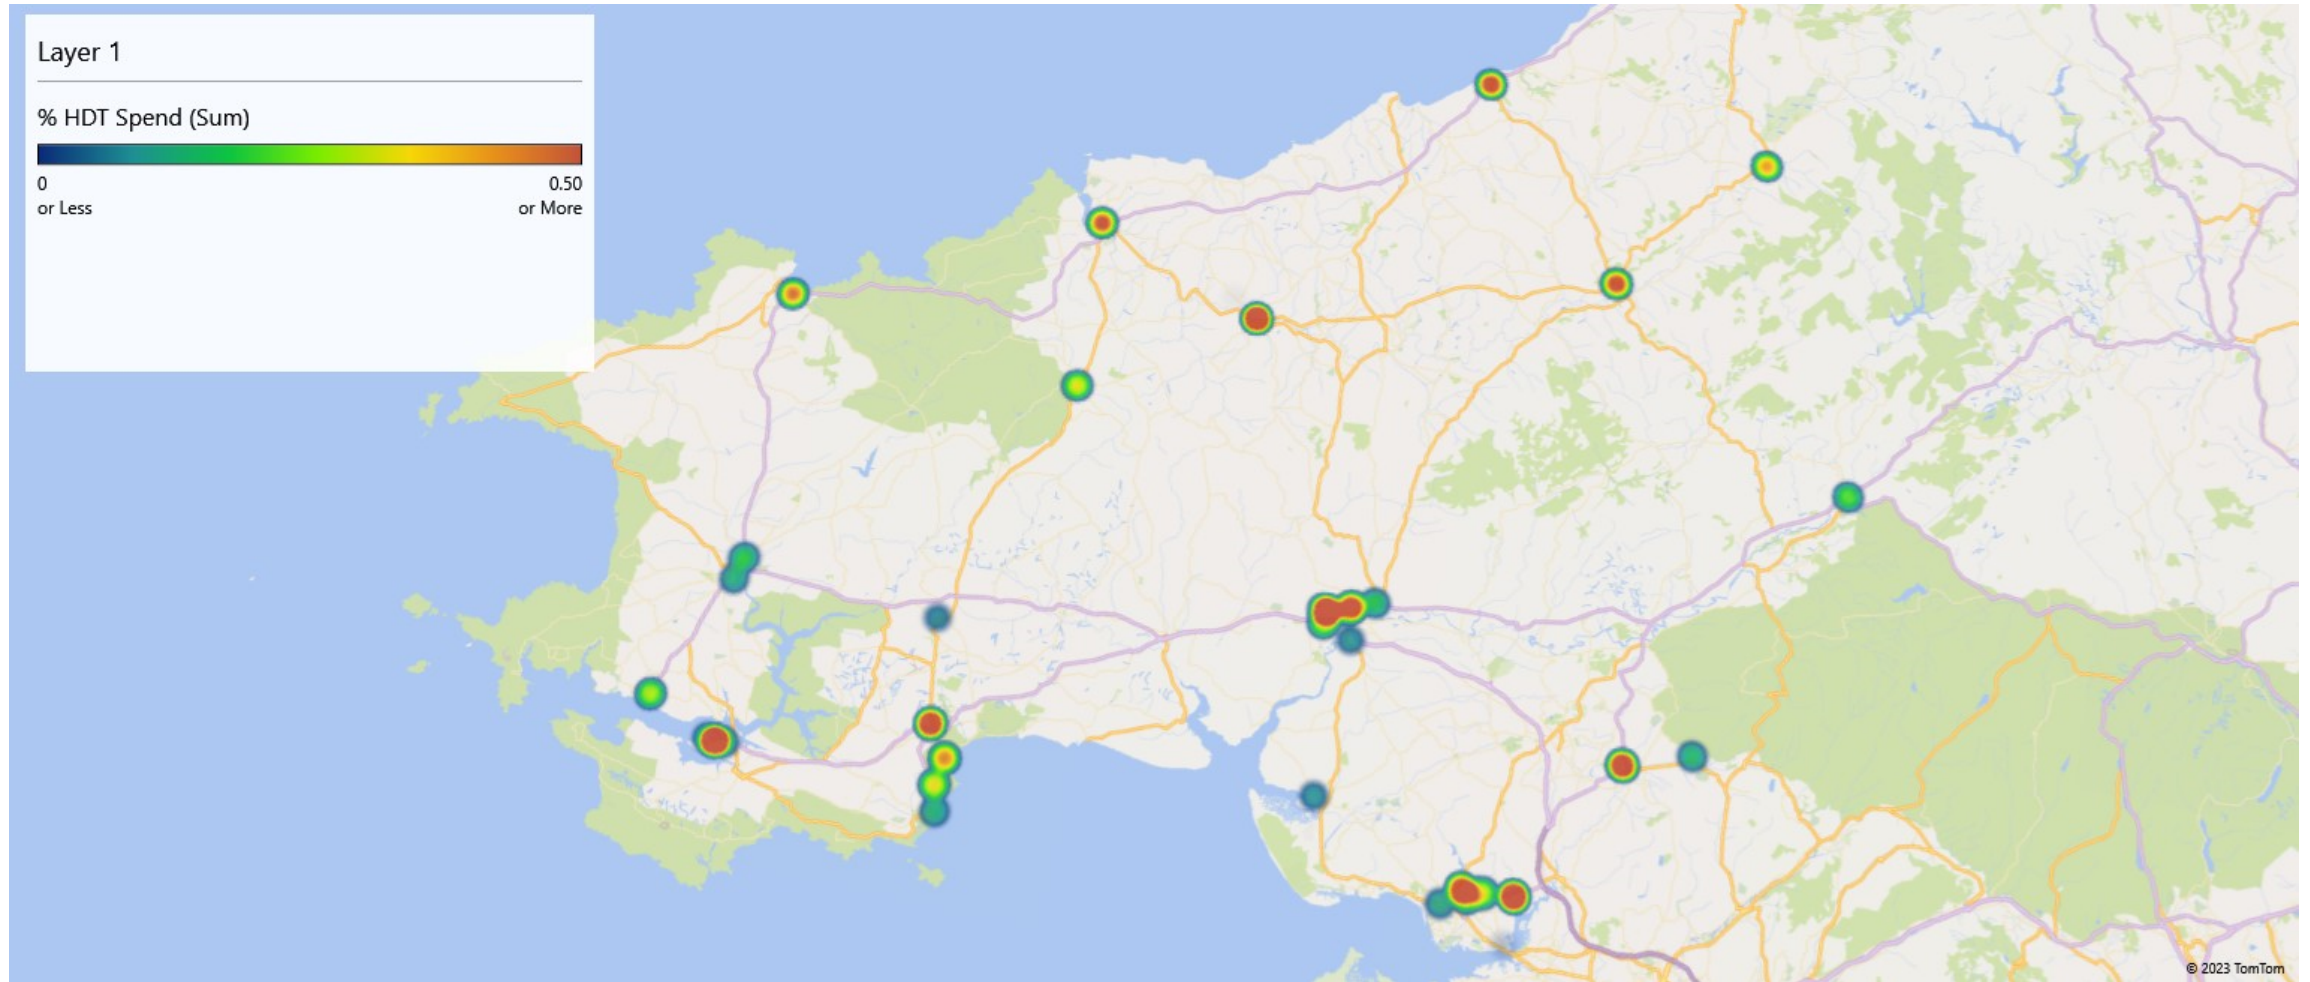 Layer 1
% HDT Spend (Sum)
0 0.50
or Less or More
© 2023 TomTom